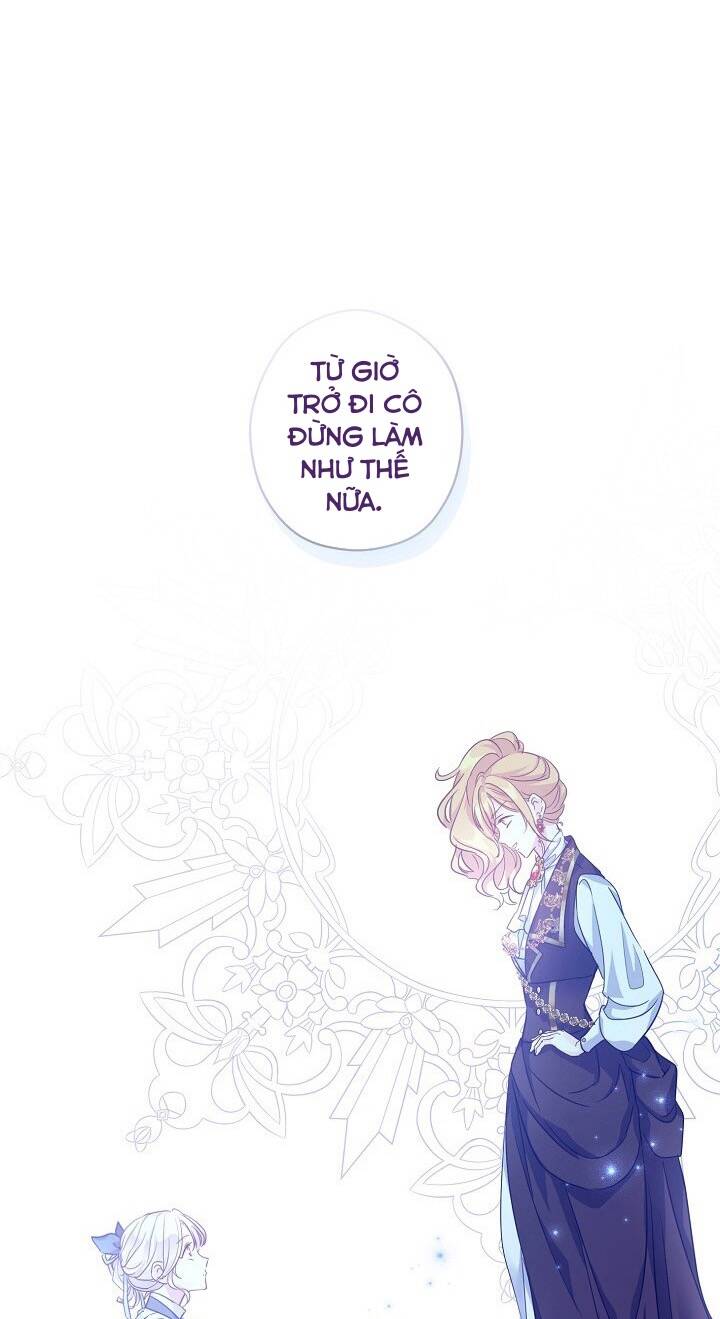 TỪ GIỜ
TRỞ ĐI CÔ
ĐỪNG LÀM
NHƯ THẾ
NỮA.